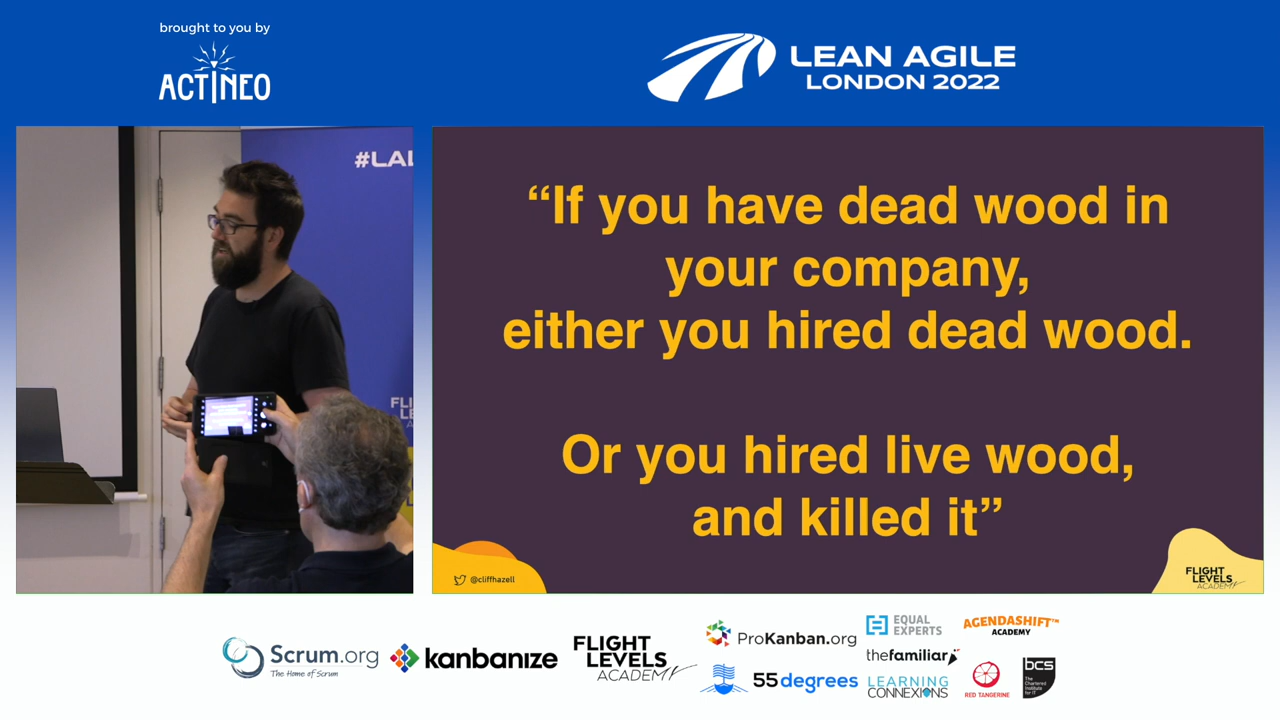 brought to you by
ACTINEO
LEAN AGILE
LONDON 2022
#LAL
“If you have dead wood in
your company,
either you hired dead wood.
Or you hired live wood,
and killed it”
@cliffhazell
FLIGHT
LEVELS
ACADEMY
Scrum.org
The Home of Scrum
kanbanize
FLIGHT
LEVELS
ACADEMY
ProKanban.org
55degrees
EQUAL
EXPERTS
thefamiliar
LEARNING
CONNEXIONS
AGENDASHIFT™
ACADEMY
RED TANGERINE
bcs
The
Chartered
Institute
for IT